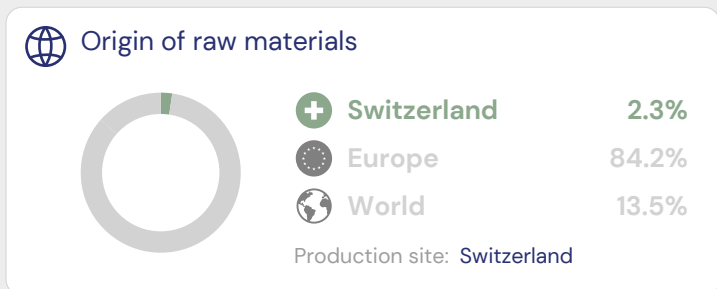 Origin of raw materials
Switzerland 2.3%
Europe 84.2%
World 13.5%
Production site: Switzerland